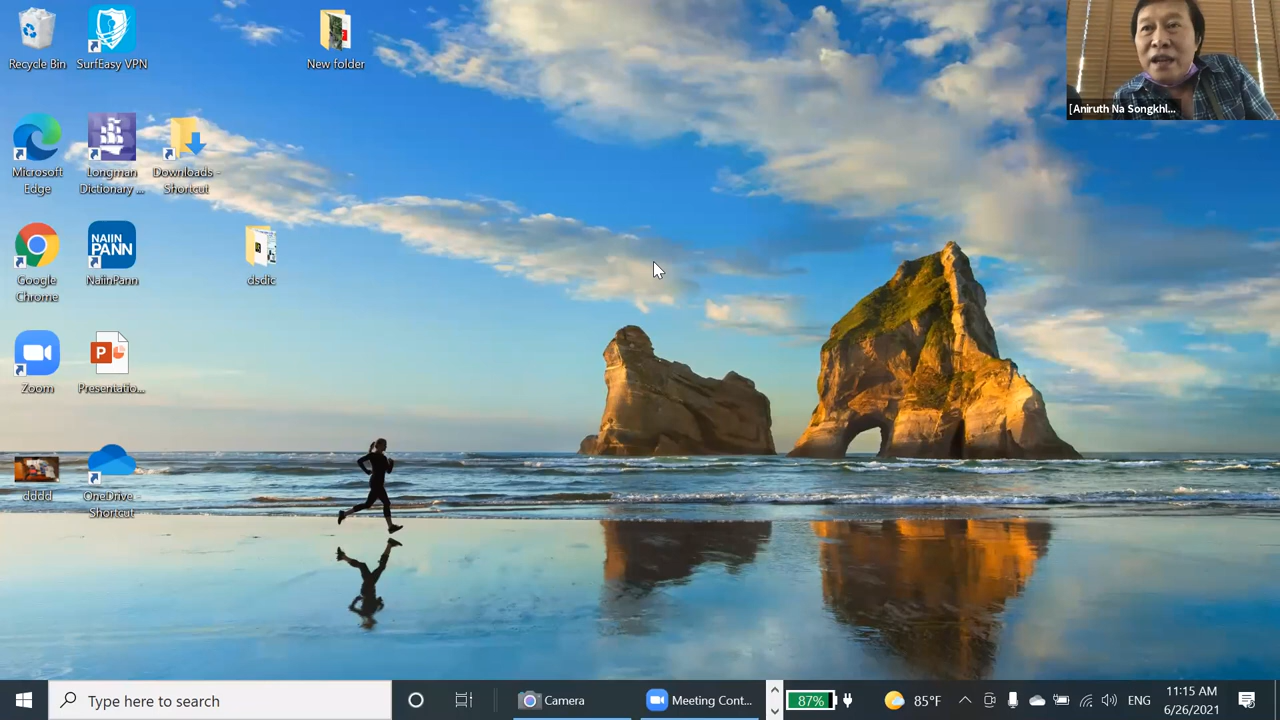 Recycle Bin
SurfEasy VPN
New folder
[Aniruth Na Songkhl...
Microsoft
Edge
Longman
Dictionary ...
Downloads -
Shortcut
Google
Chrome
NAIIN
PANN
NaiinPann
dsdic
Zoom
P
Presentatio...
dddd
OneDrive -
Shortcut
Type here to search
Camera
Meeting Cont...
87%
85°F
ENG
11:15 AM
6/26/2021